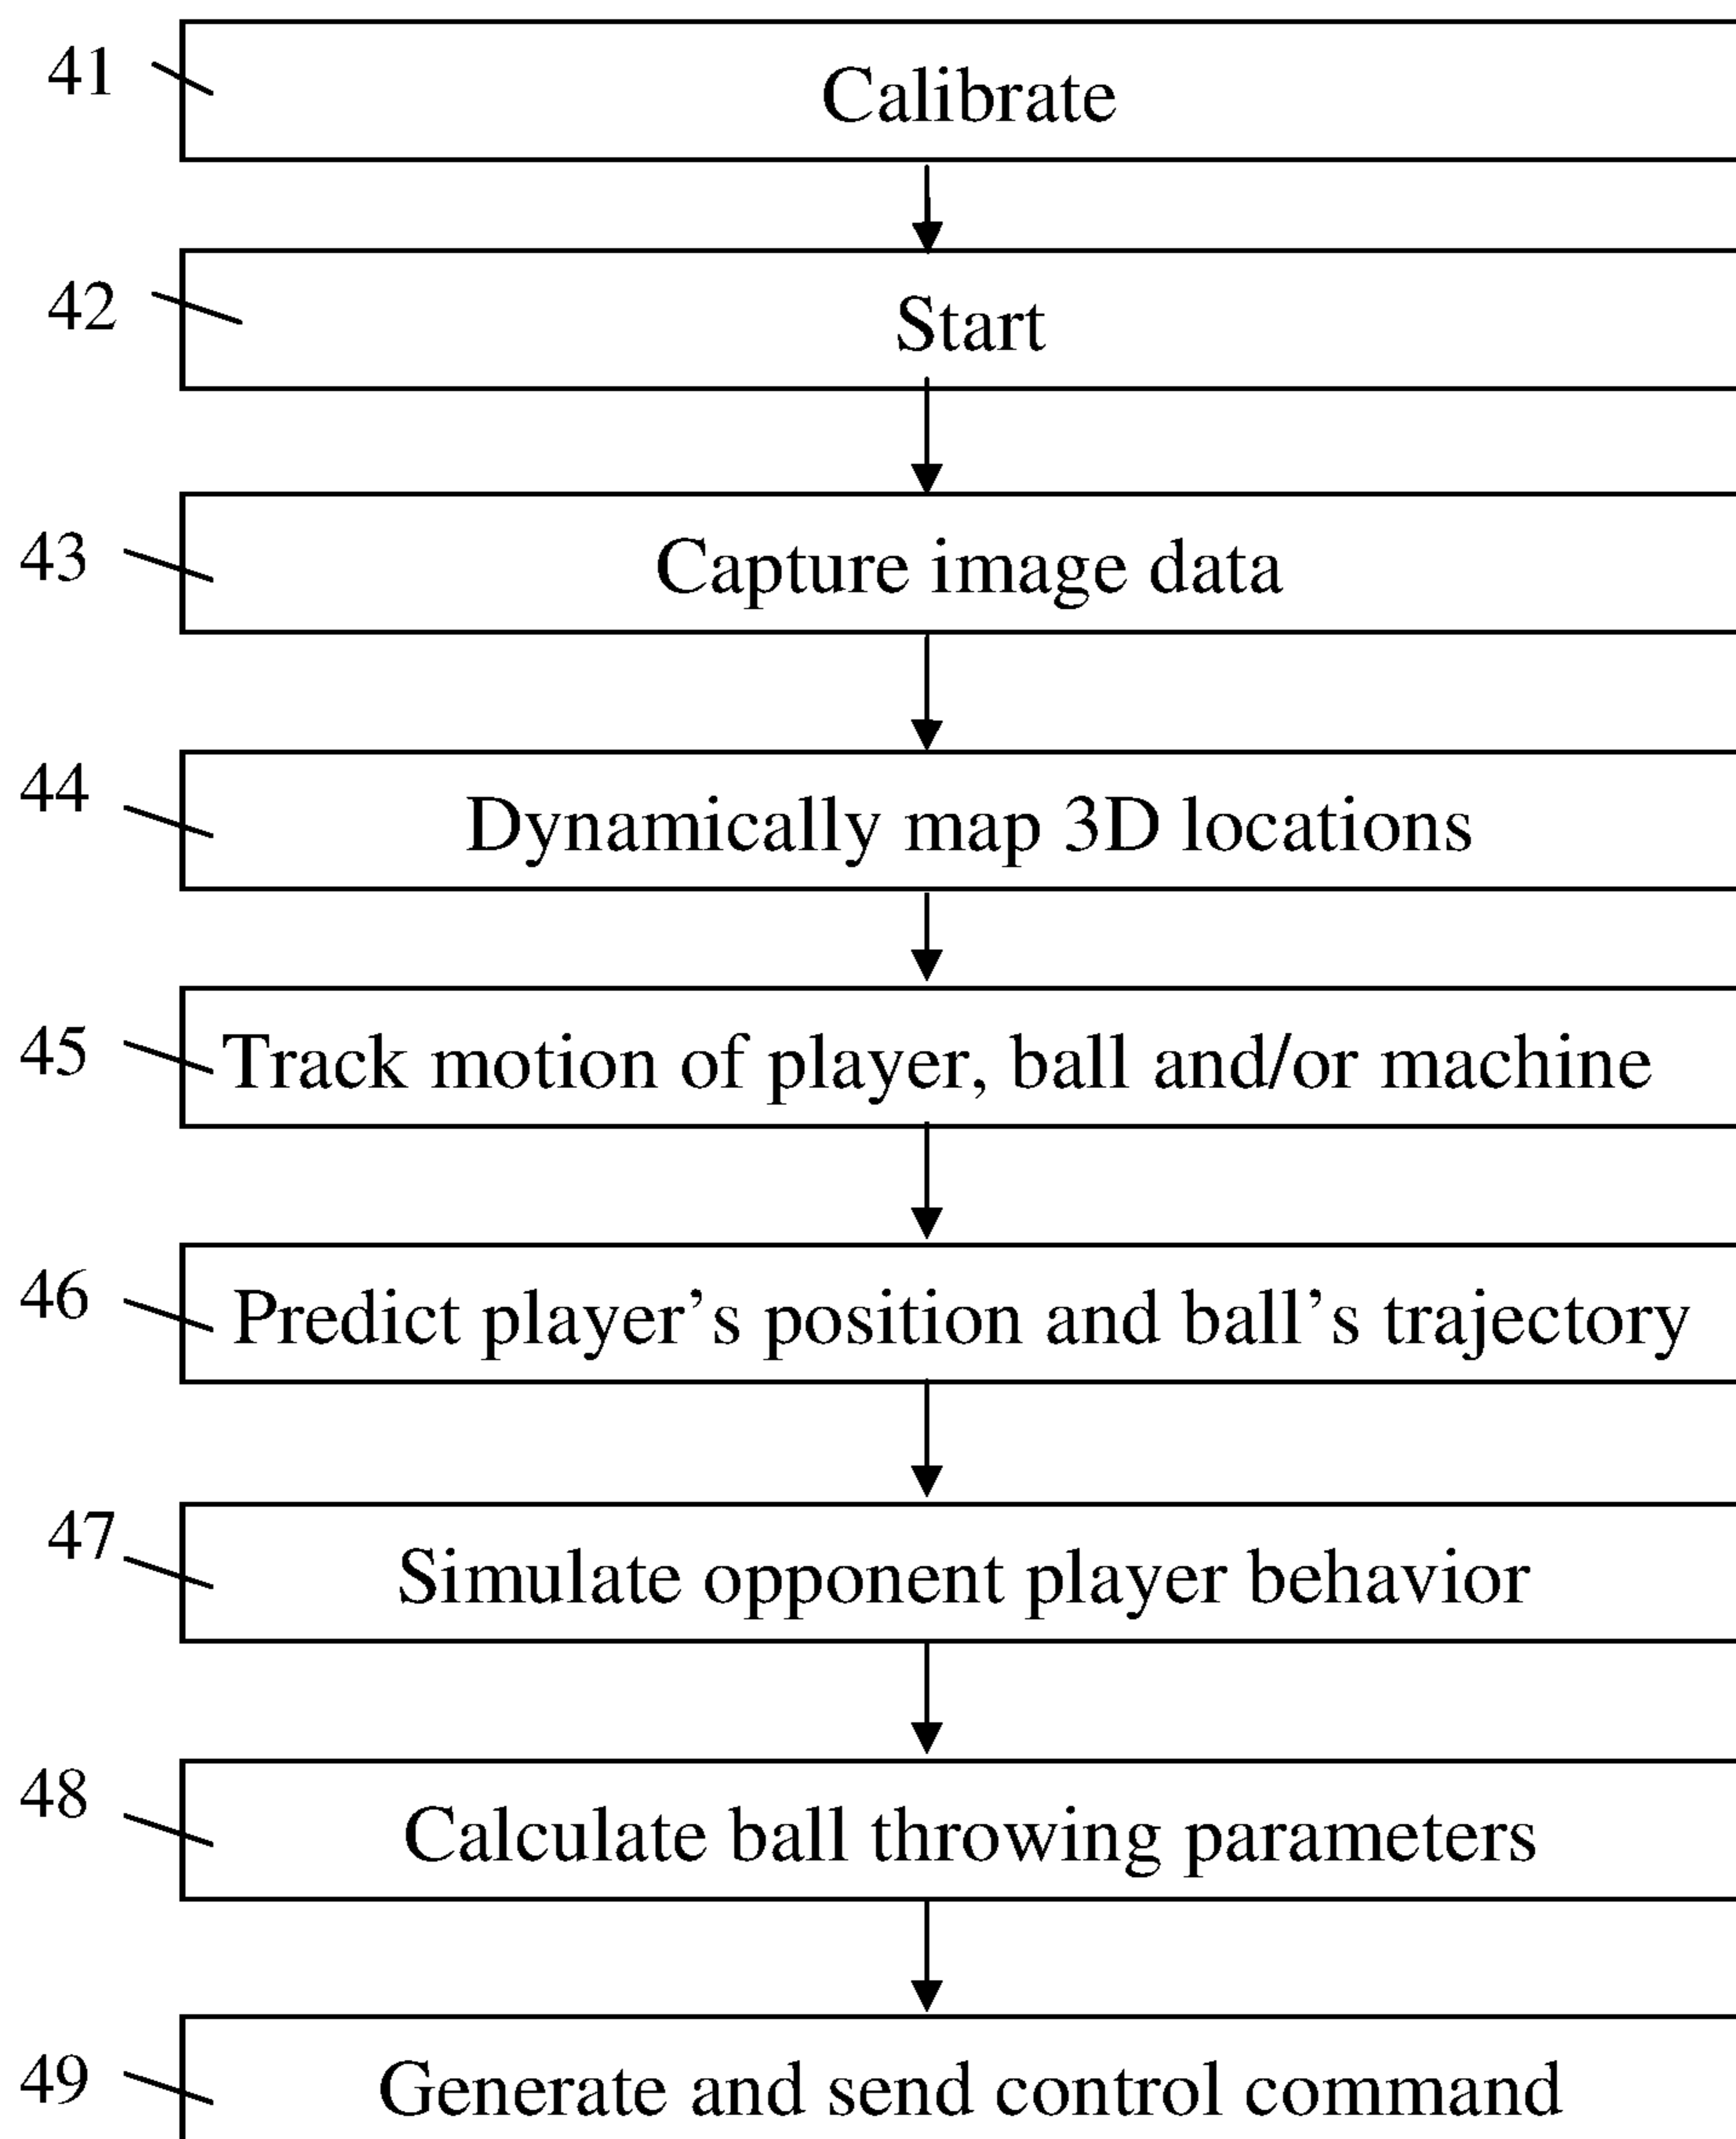 41 Calibrate
42 Start
43 Capture image data
44 Dynamically map 3D locations
45 Track motion of player, ball and/or machine
46 Predict player’s position and ball’s trajectory
47 Simulate opponent player behavior
48 Calculate ball throwing parameters
49 Generate and send control command